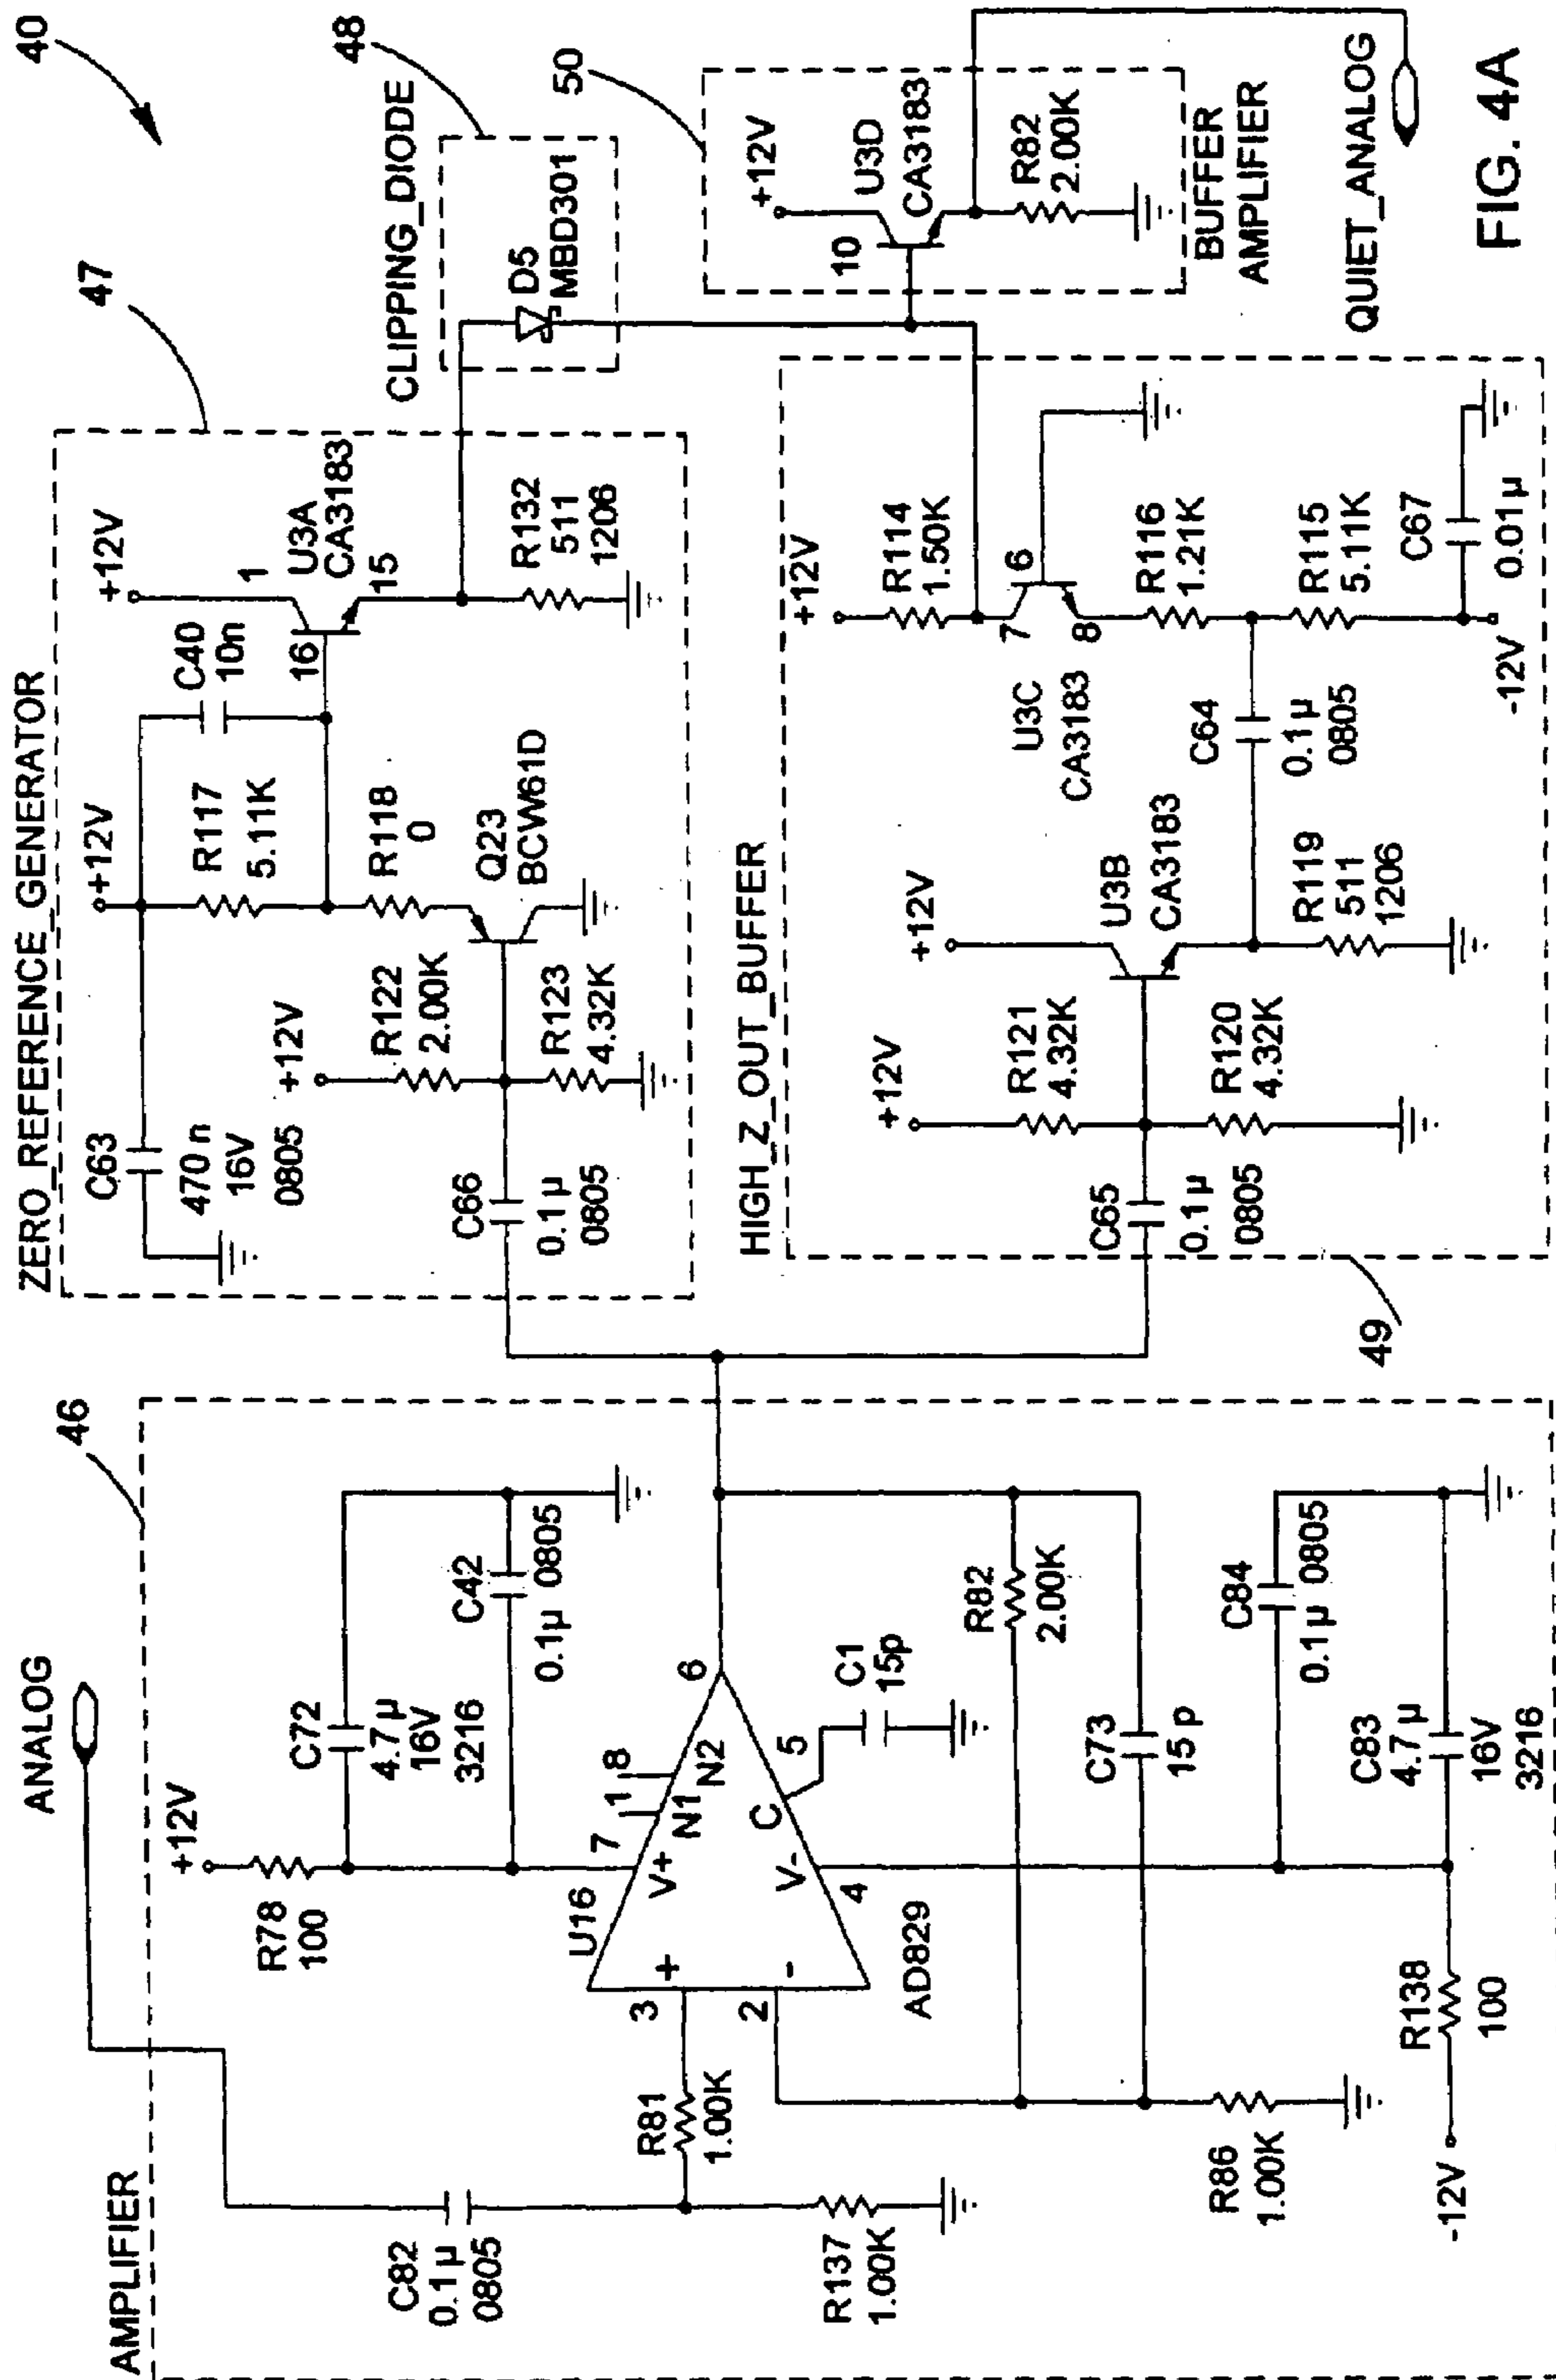 40
ZERO_REFERENCE_GENERATOR
47
+12V
C63
470 n
16V
0805
R117
5.11K
C40
10n
+12V
1
U3A
CA3183
16
15
R118
0
R132
511
1206
+12V
R122
2.00K
Q23
BCW61D
C66
0.1 µ
0805
R123
4.32K
CLIPPING_DIODE
48
D5
MBD301
50
+12V
10
U3D
CA3183
R82
2.00K
BUFFER
AMPLIFIER
QUIET_ANALOG
HIGH_Z_OUT_BUFFER
+12V
R114
1.50K
7
6
8
U3C
CA3183
R116
1.21K
R115
5.11K
C64
0.1 µ
0805
C67
0.01 µ
-12V
+12V
R121
4.32K
+12V
U3B
CA3183
R119
511
1206
C65
0.1 µ
0805
R120
4.32K
49
AMPLIFIER
ANALOG
46
+12V
R78
100
C72
4.7 µ
16V
3216
C42
0.1µ 0805
C82
0.1 µ
0805
R81
1.00K
R137
1.00K
U16
3
+
2
-
7
V+
1
N1
8
N2
6
C
5
V-
4
AD829
C1
15p
R82
2.00K
C73
15 p
R86
1.00K
C84
0.1µ 0805
C83
4.7 µ
16V
3216
R138
100
-12V
FIG. 4A